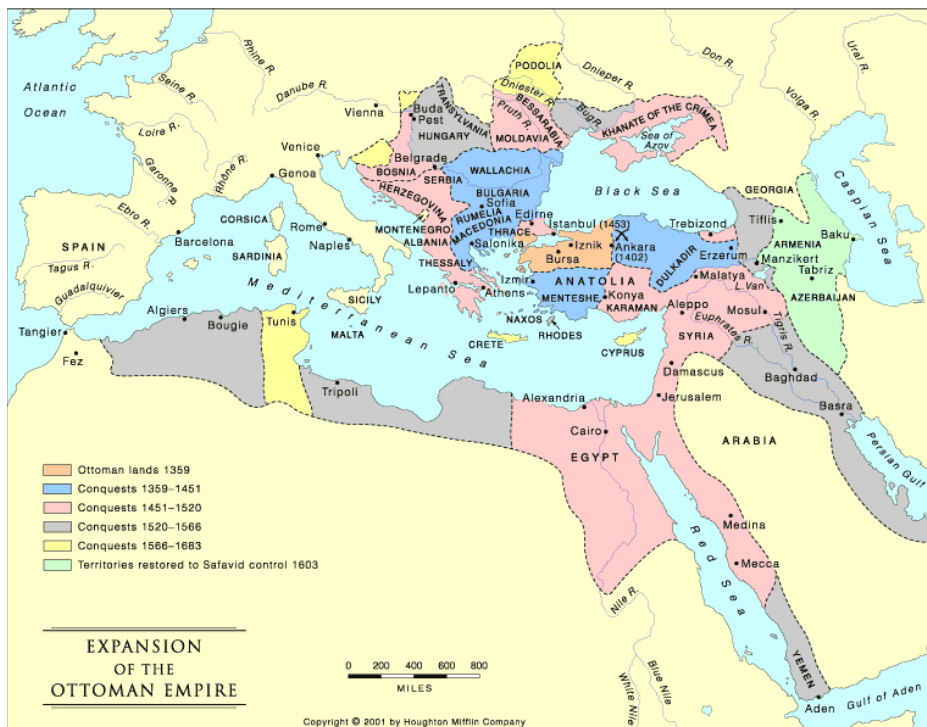 Atlantic
Ocean
Rhine R.
Seine R.
Loire R.
Garonne R.
Rhône R.
Ebro R.
Tagus R.
Guadalquivir
SPAIN
Barcelona
Tangier
Fez
Algiers
Bougie
Tunis
Tripoli
CORSICA
SARDINIA
SICILY
MALTA
Venice
Genoa
Rome
Naples
Vienna
Danube R.
Buda
Pest
HUNGARY
TRANSYLVANIA
PODOLIA
Dniester R.
Dnieper R.
Pruth R.
BESSARABIA
MOLDAVIA
Bug R.
Don R.
Volga R.
Ural R.
KHANATE OF THE CRIMEA
Sea of
Azov
Belgrade
BOSNIA
SERBIA
HERZEGOVINA
MONTENEGRO
ALBANIA
WALLACHIA
BULGARIA
Sofia
RUMELIA
MACEDONIA
Salonika
THESSALY
Edirne
THRACE
Lepanto
Athens
NAXOS
RHODES
CRETE
CYPRUS
Mediterranean Sea
Black Sea
Caspian Sea
Istanbul (1453)
Iznik
Bursa
Ankara
(1402)
ANATOLIA
Izmir
MENTESHE
Konya
KARAMAN
DULKADIR
Trebizond
Erzerum
Malatya
GEORGIA
Tiflis
ARMENIA
Baku
Manzikert
Tabriz
L. Van
AZERBAIJAN
Aleppo
Mosul
Euphrates R.
Tigris R.
SYRIA
Damascus
Jerusalem
Baghdad
Basra
Persian Gulf
ARABIA
Alexandria
Cairo
EGYPT
Medina
Mecca
Red Sea
Nile R.
White Nile
Blue Nile
YEMEN
Aden
Gulf of Aden
Ottoman lands 1359
Conquests 1359–1451
Conquests 1451–1520
Conquests 1520–1566
Conquests 1566–1683
Territories restored to Safavid control 1603
EXPANSION
OF THE
OTTOMAN EMPIRE
0 200 400 600 800
MILES
Copyright © 2001 by Houghton Mifflin Company